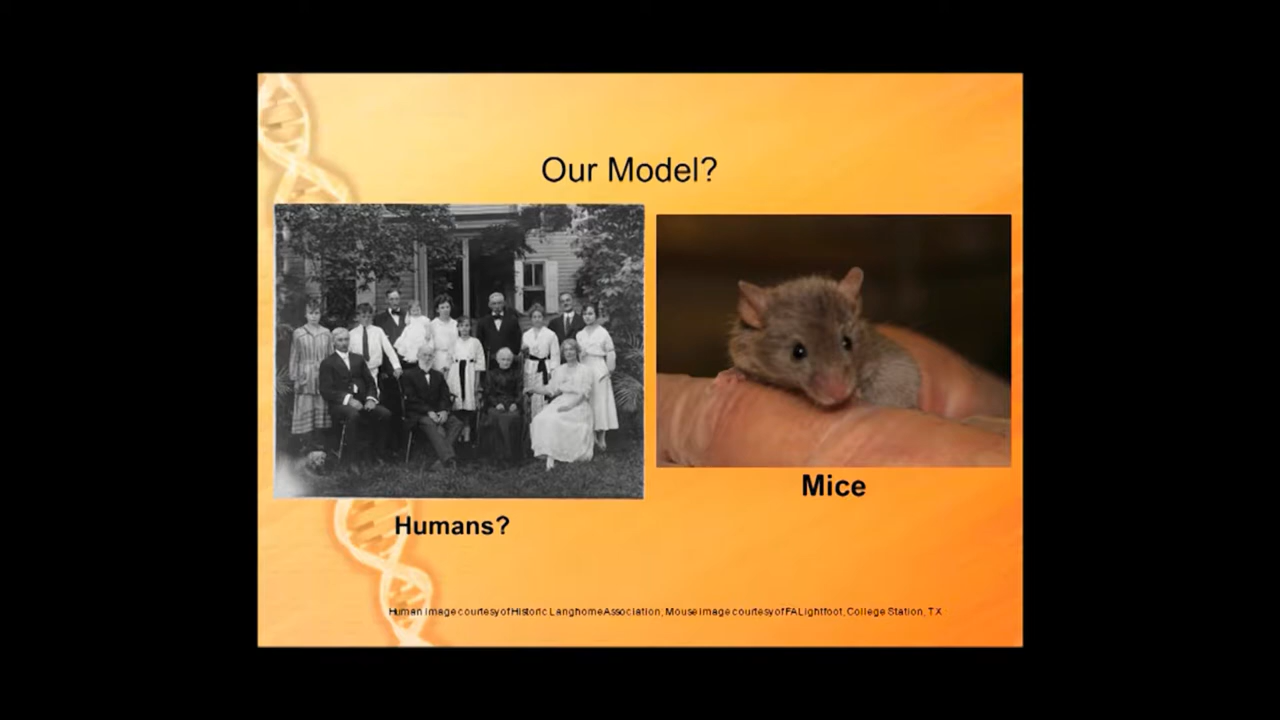 Our Model?
Mice
Humans?
Human image courtesy of Historic Langhorne Association, Mouse image courtesy of FA Lightfoot, College Station, TX